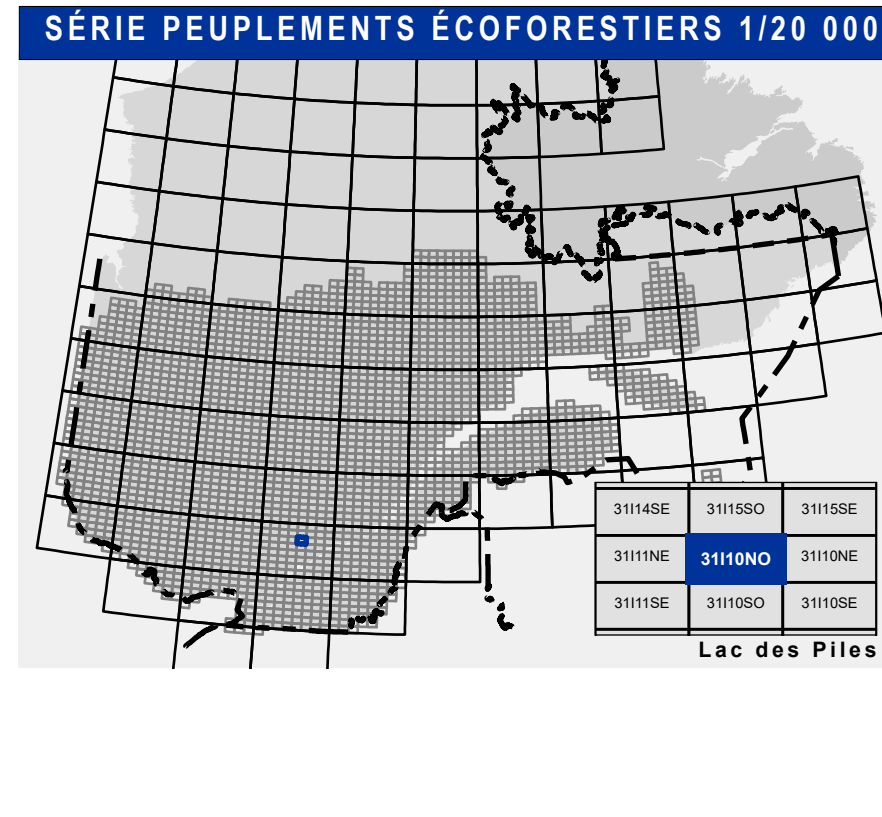 SÉRIE PEUPLEMENTS ÉCOFORESTIERS 1/20 000
31I14SE 31I15SO 31I15SE
31I11NE 31I10NO 31I10NE
31I11SE 31I10SO 31I10SE
Lac des Piles